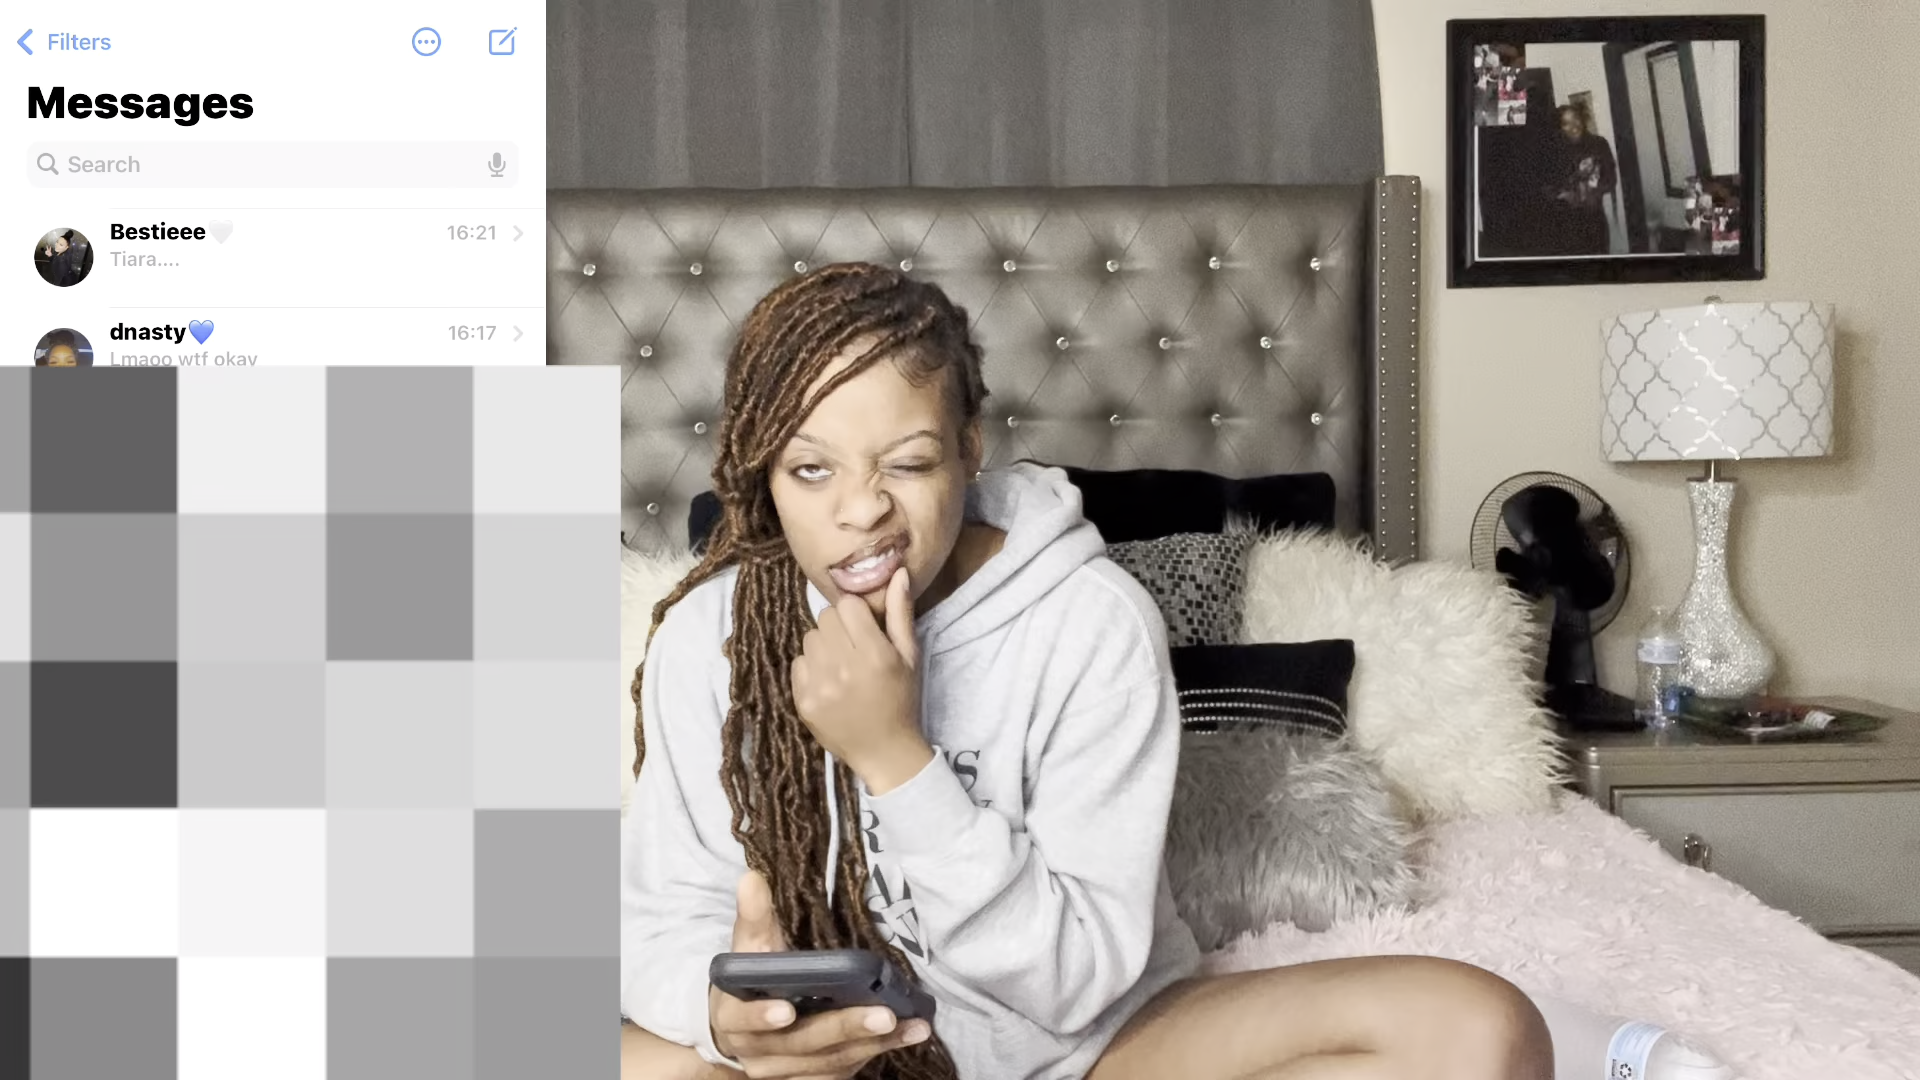 Filters
Messages
Search
Bestieee🤍 16:21
Tiara....
dnasty💙 16:17
Lmaoo wtf okay